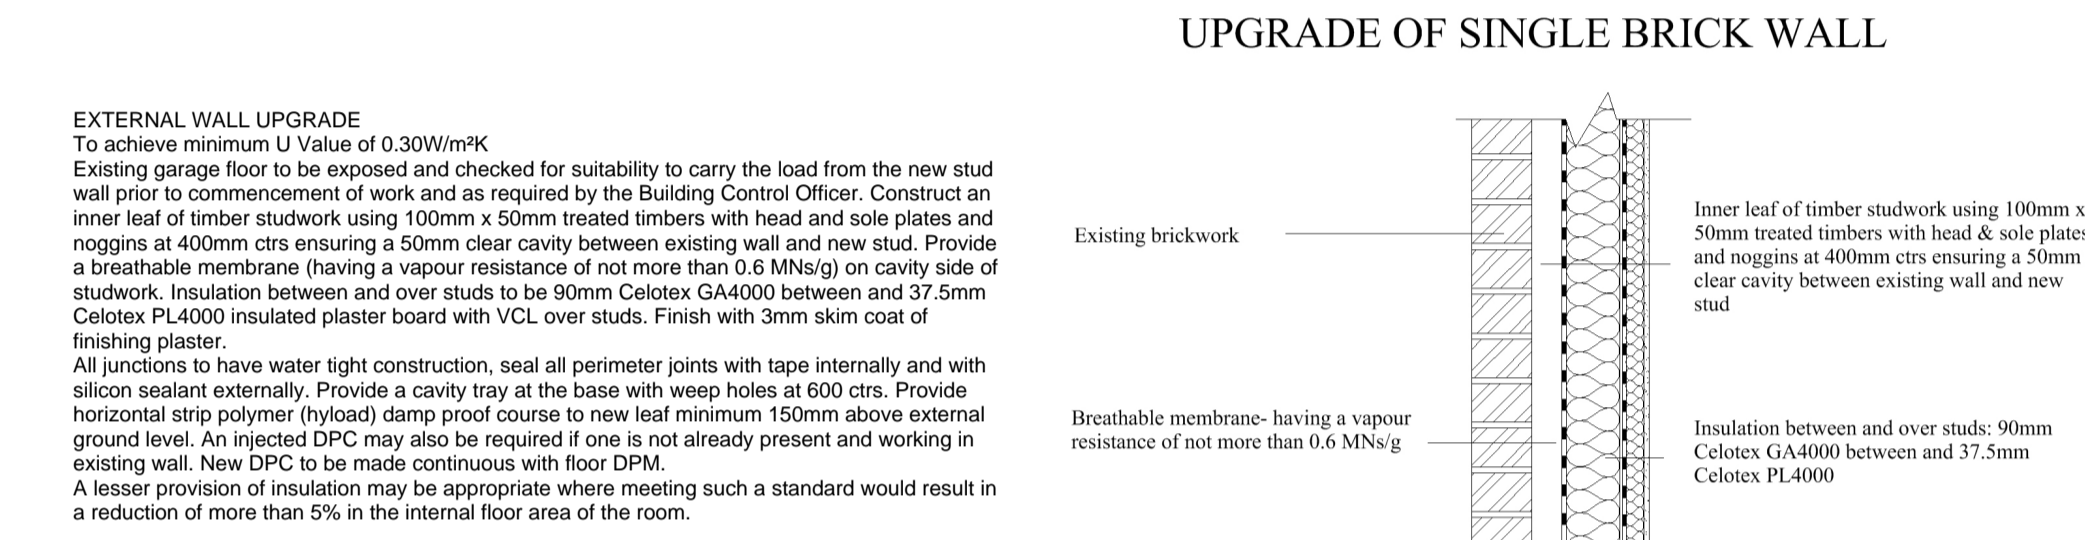 UPGRADE OF SINGLE BRICK WALL
EXTERNAL WALL UPGRADE
To achieve minimum U Value of 0.30W/m²K
Existing garage floor to be exposed and checked for suitability to carry the load from the new stud
wall prior to commencement of work and as required by the Building Control Officer. Construct an
inner leaf of timber studwork using 100mm x 50mm treated timbers with head and sole plates and
noggins at 400mm ctrs ensuring a 50mm clear cavity between existing wall and new stud. Provide
a breathable membrane (having a vapour resistance of not more than 0.6 MNs/g) on cavity side of
studwork. Insulation between and over studs to be 90mm Celotex GA4000 between and 37.5mm
Celotex PL4000 insulated plaster board with VCL over studs. Finish with 3mm skim coat of
finishing plaster.
All junctions to have water tight construction, seal all perimeter joints with tape internally and with
silicon sealant externally. Provide a cavity tray at the base with weep holes at 600 ctrs. Provide
horizontal strip polymer (hyload) damp proof course to new leaf minimum 150mm above external
ground level. An injected DPC may also be required if one is not already present and working in
existing wall. New DPC to be made continuous with floor DPM.
A lesser provision of insulation may be appropriate where meeting such a standard would result in
a reduction of more than 5% in the internal floor area of the room.
Existing brickwork
Breathable membrane- having a vapour
resistance of not more than 0.6 MNs/g
Inner leaf of timber studwork using 100mm x
50mm treated timbers with head & sole plates
and noggins at 400mm ctrs ensuring a 50mm
clear cavity between existing wall and new
stud
Insulation between and over studs: 90mm
Celotex GA4000 between and 37.5mm
Celotex PL4000